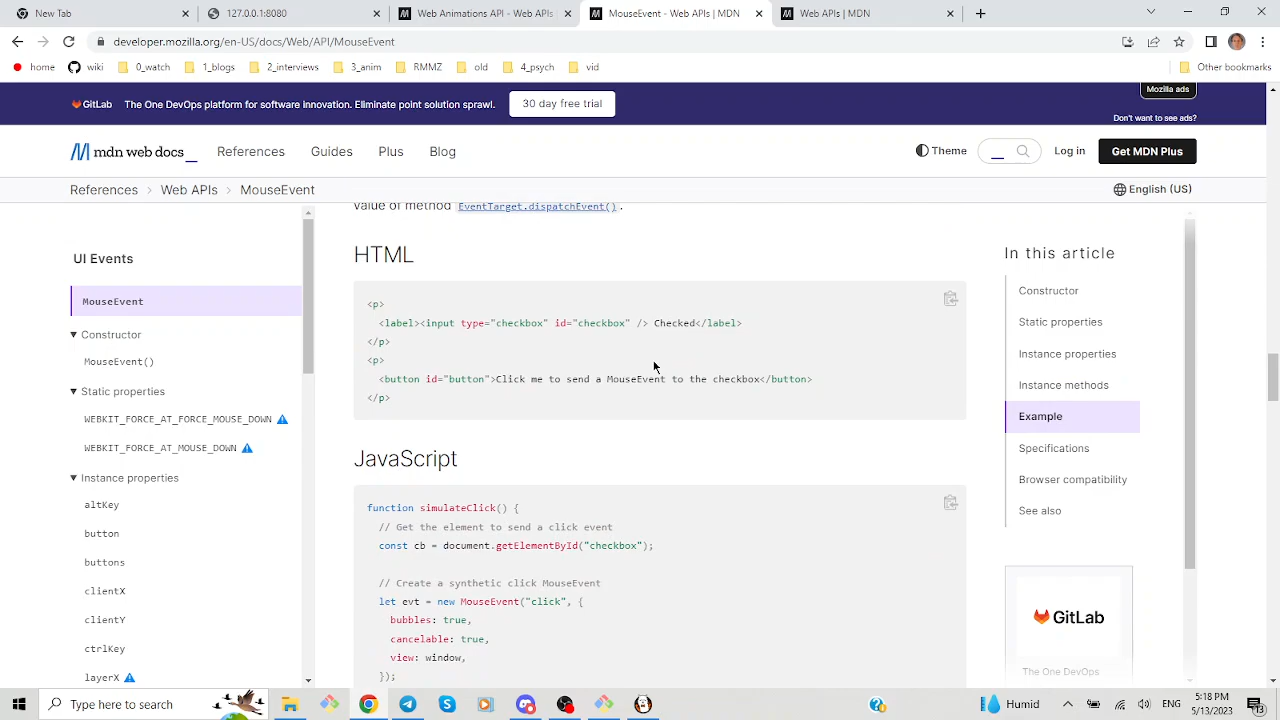 New Tab
127.0.0.1:8080
Web Animations API - Web APIs
MouseEvent - Web APIs | MDN
Web APIs | MDN
developer.mozilla.org/en-US/docs/Web/API/MouseEvent
home
wiki
0_watch
1_blogs
2_interviews
3_anim
RMMZ
old
4_psych
vid
Other bookmarks
GitLab The One DevOps platform for software innovation. Eliminate point solution sprawl.
30 day free trial
Mozilla ads
Don't want to see ads?
mdn web docs_
References
Guides
Plus
Blog
Theme
Log in
Get MDN Plus
References > Web APIs > MouseEvent
English (US)
UI Events
MouseEvent
Constructor
MouseEvent()
Static properties
WEBKIT_FORCE_AT_FORCE_MOUSE_DOWN
WEBKIT_FORCE_AT_MOUSE_DOWN
Instance properties
altKey
button
buttons
clientX
clientY
ctrlKey
layerX
value of method EventTarget.dispatchEvent().
HTML
<p>
<label><input type="checkbox" id="checkbox" /> Checked</label>
</p>
<p>
<button id="button">Click me to send a MouseEvent to the checkbox</button>
</p>
JavaScript
function simulateClick() {
// Get the element to send a click event
const cb = document.getElementById("checkbox");
// Create a synthetic click MouseEvent
let evt = new MouseEvent("click", {
bubbles: true,
cancelable: true,
view: window,
});
In this article
Constructor
Static properties
Instance properties
Instance methods
Example
Specifications
Browser compatibility
See also
GitLab
The One DevOps
Type here to search
Humid
ENG
5:18 PM
5/13/2023
13